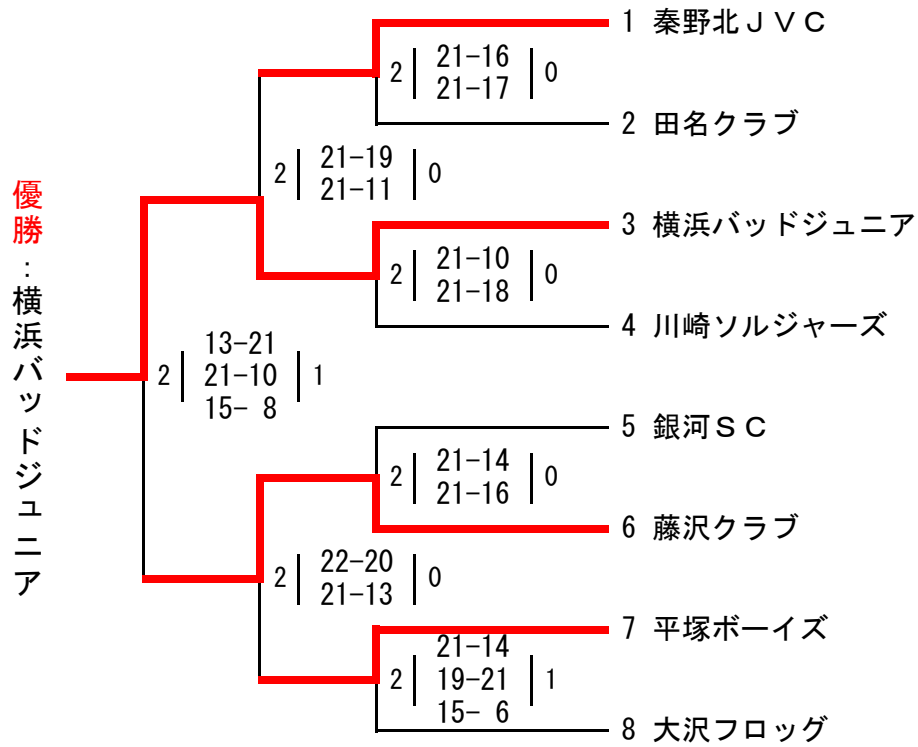 1 秦野北ＪＶＣ
2 21-16 0
21-17
2 田名クラブ
2 21-19 0
21-11
3 横浜バッドジュニア
2 21-10 0
21-18
4 川崎ソルジャーズ
優勝：横浜バッドジュニア
13-21
2 21-10 1
15- 8
5 銀河ＳＣ
2 21-14 0
21-16
6 藤沢クラブ
2 22-20 0
21-13
7 平塚ボーイズ
21-14
2 19-21 1
15- 6
8 大沢フロッグ